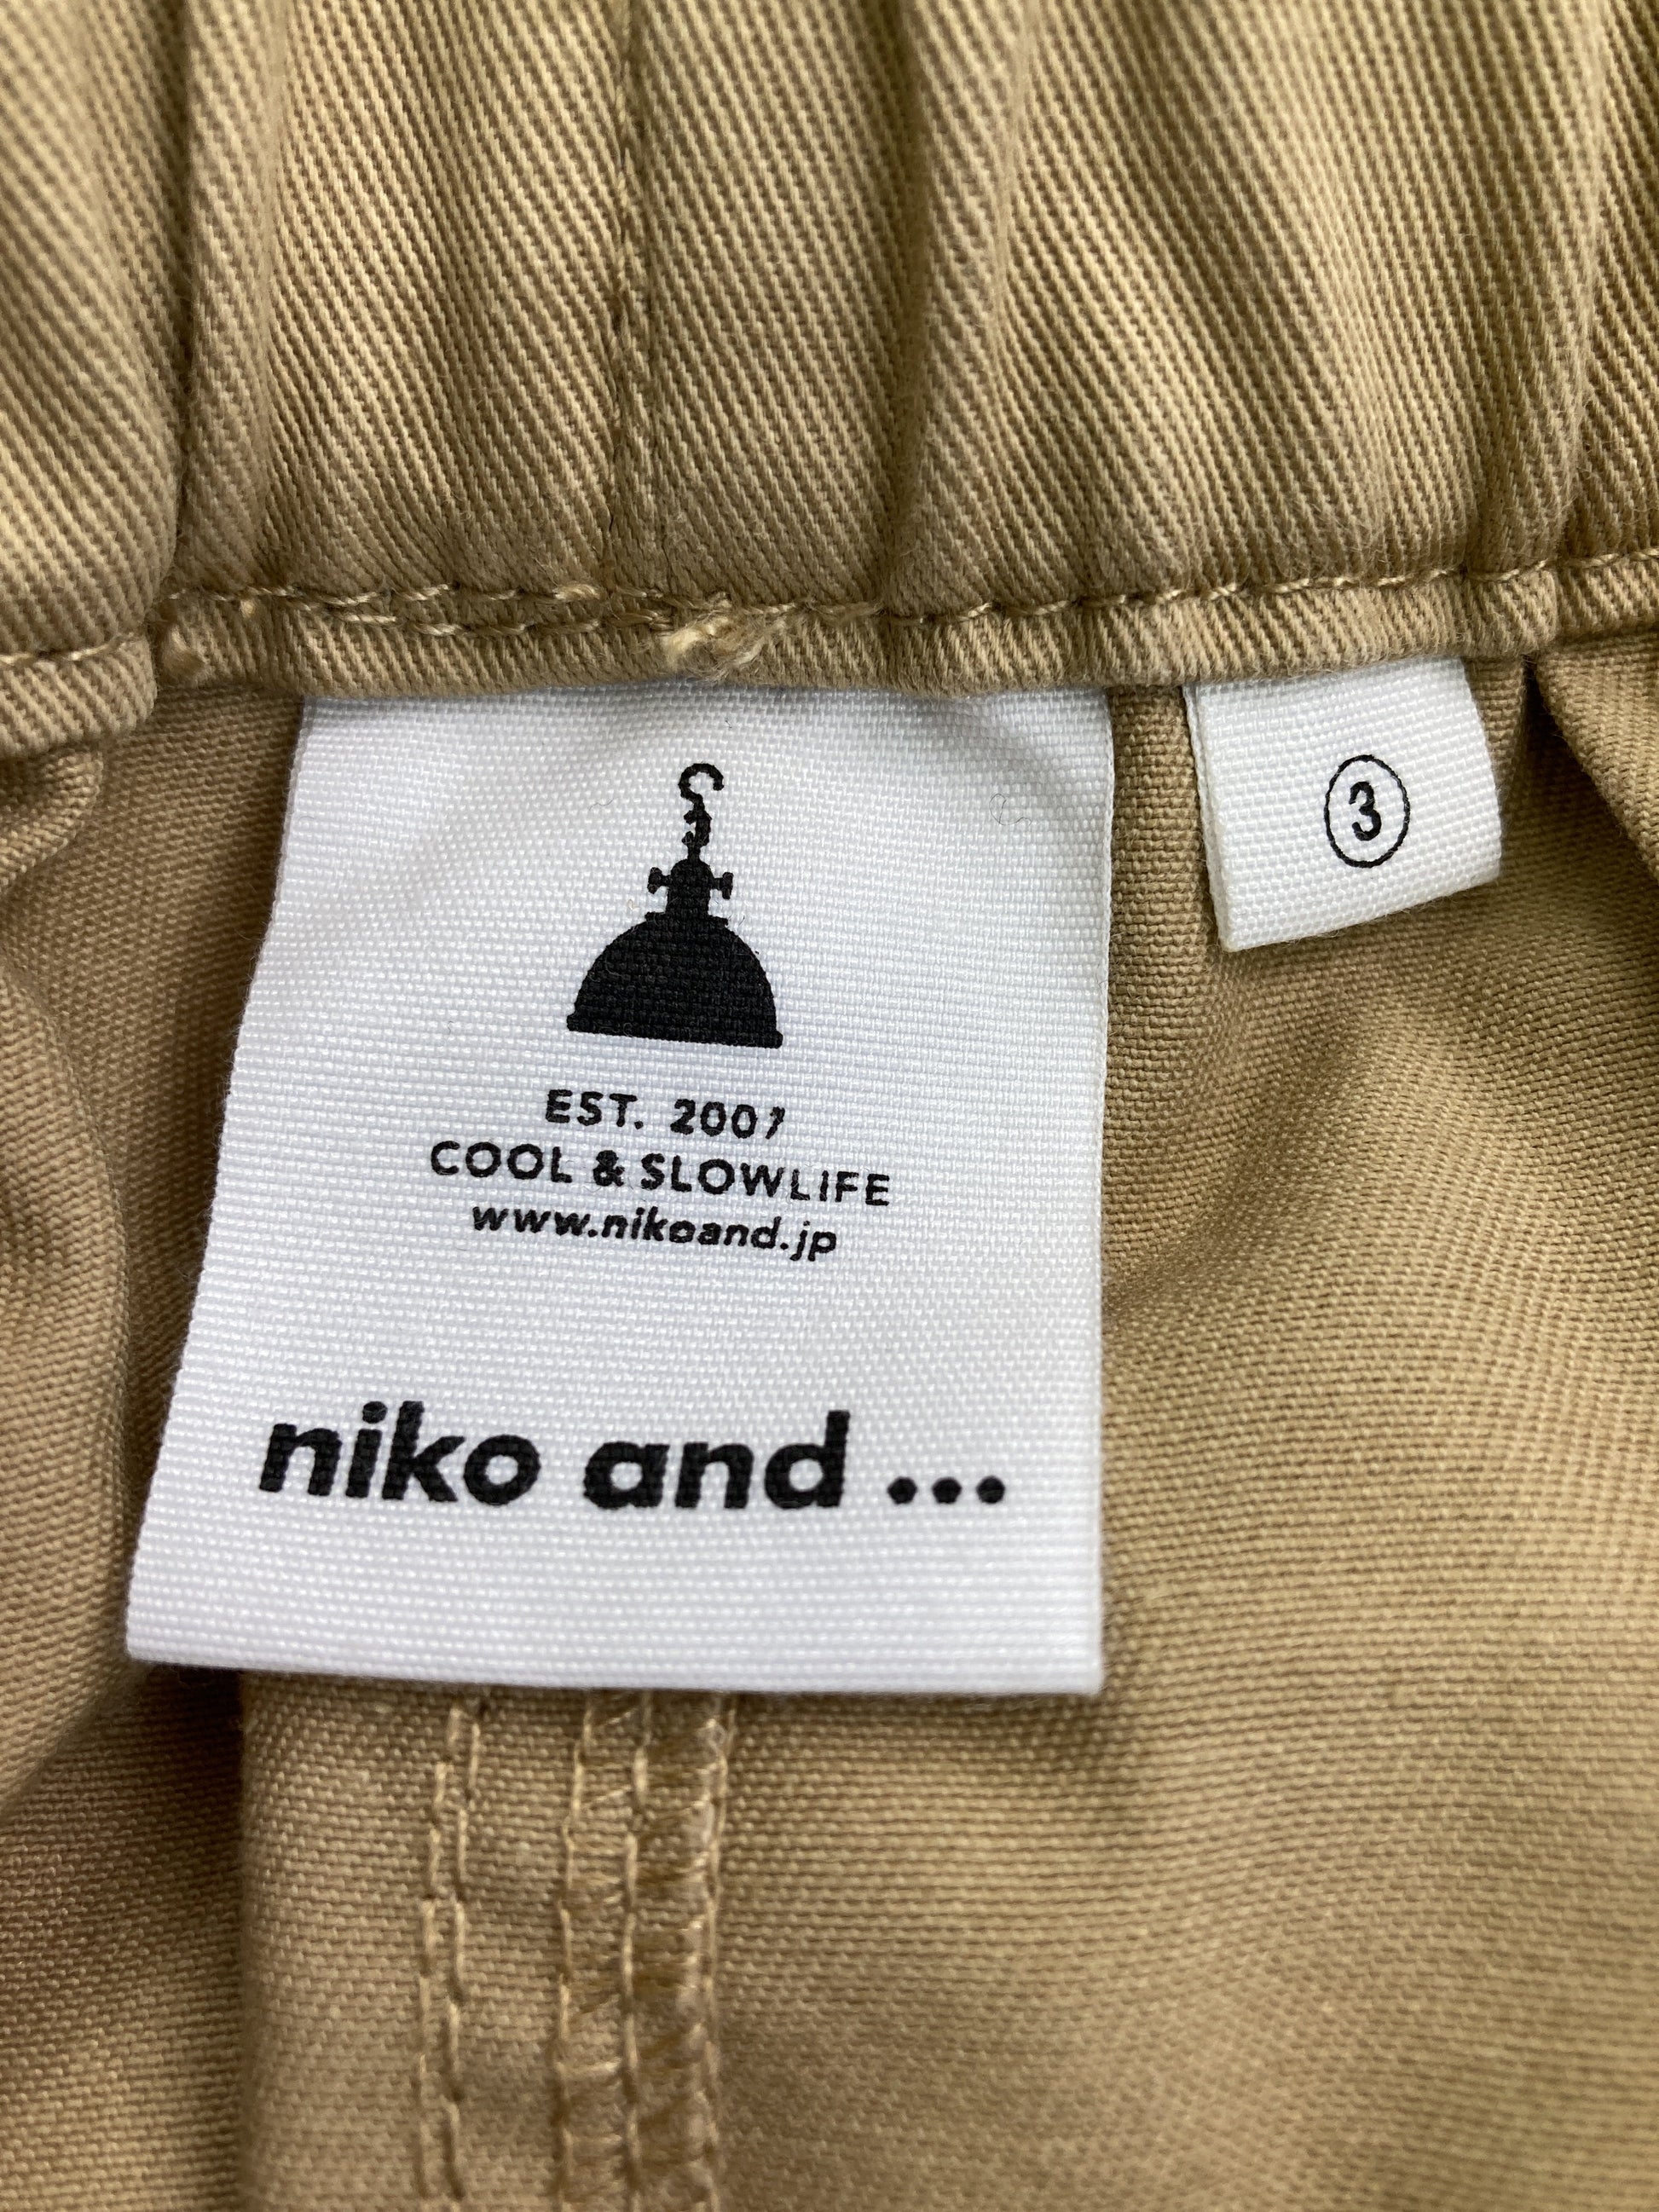 ③
EST. 2007
COOL & SLOWLIFE
www.nikoand.jp
niko and ...